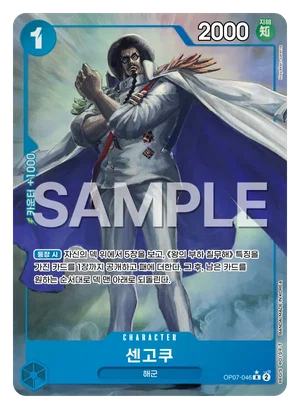 1
2000
지혜
知
카운터 +1000
SAMPLE
등장 시 자신의 덱 위에서 5장을 보고, 《왕의 부하 칠무해》 특징을
가진 카드를 1장까지 공개하고 패에 더한다. 그 후, 남은 카드를
원하는 순서대로 덱 맨 아래로 되돌린다.
CHARACTER
센고쿠
해군
OP07-046 R 2